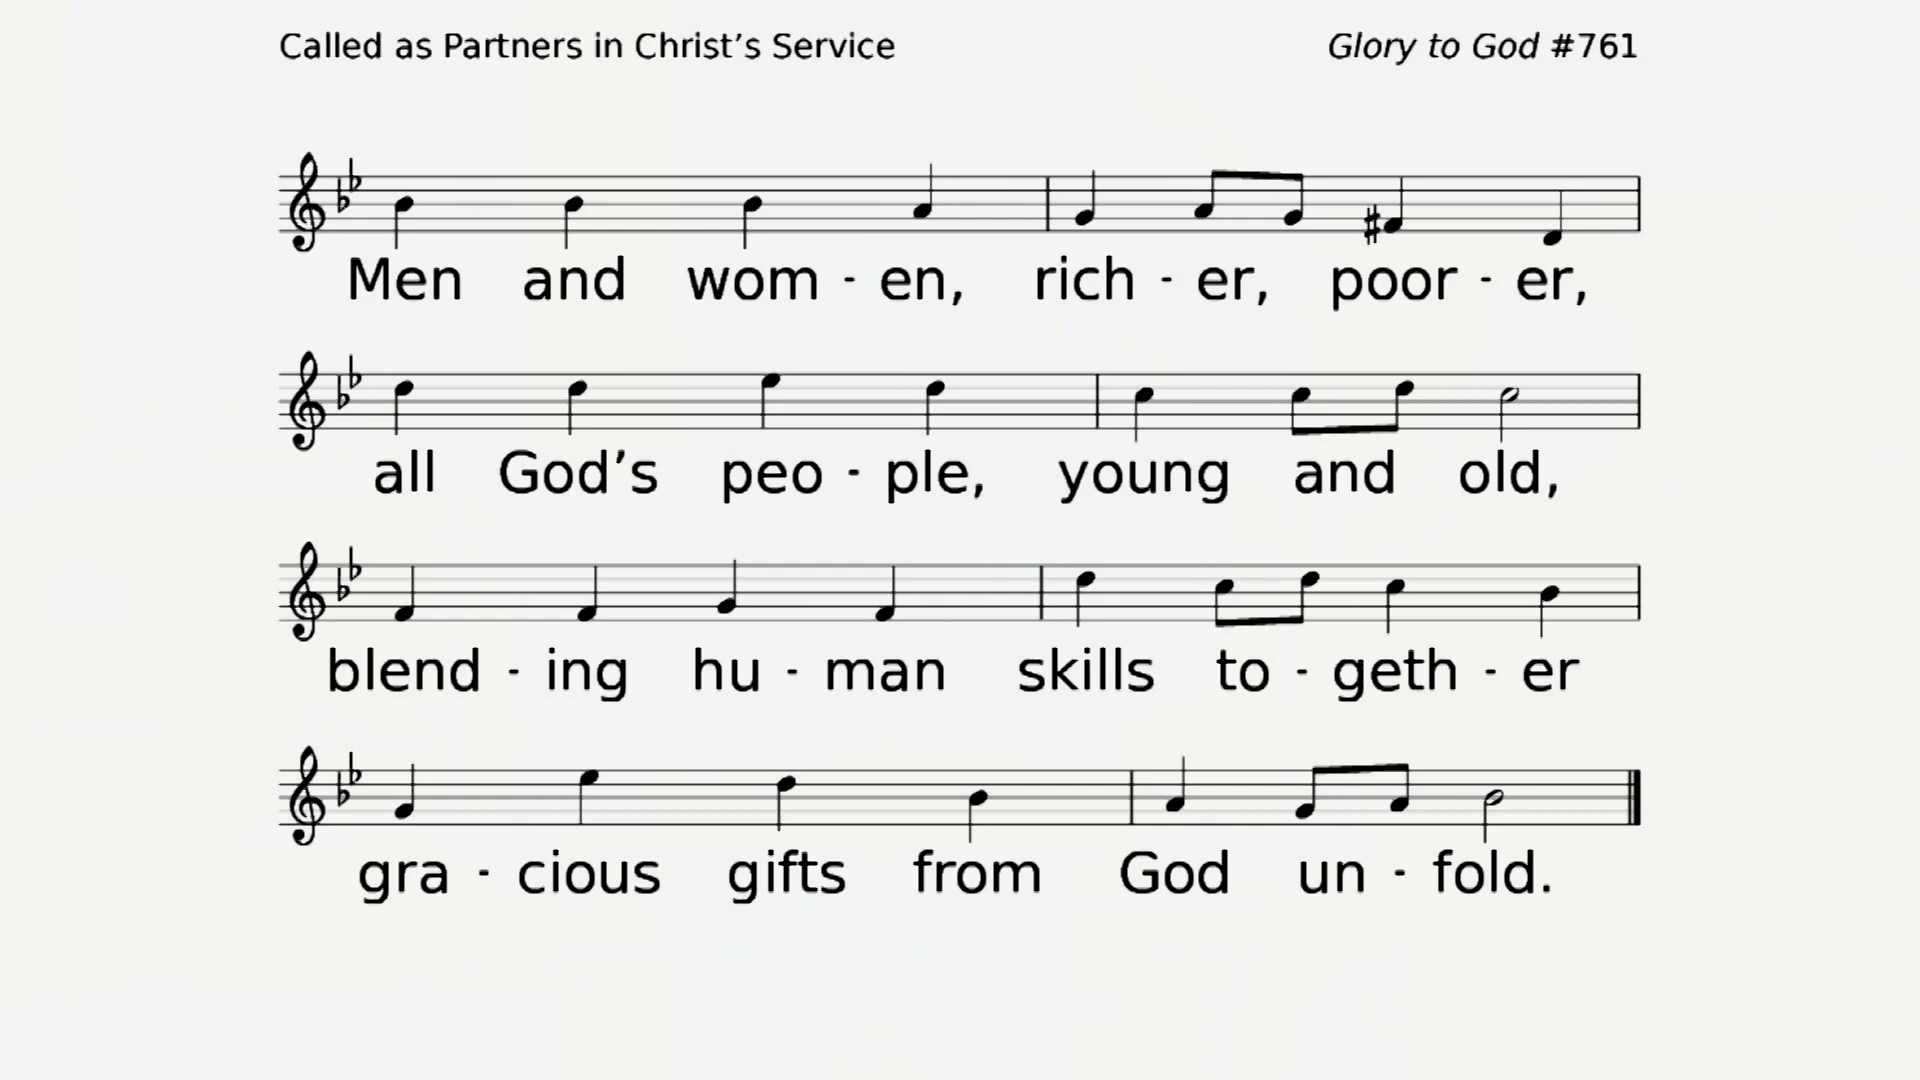 Called as Partners in Christ’s Service
Glory to God #761
Men and wom - en, rich - er, poor - er,
all God’s peo - ple, young and old,
blend - ing hu - man skills to - geth - er
gra - cious gifts from God un - fold.